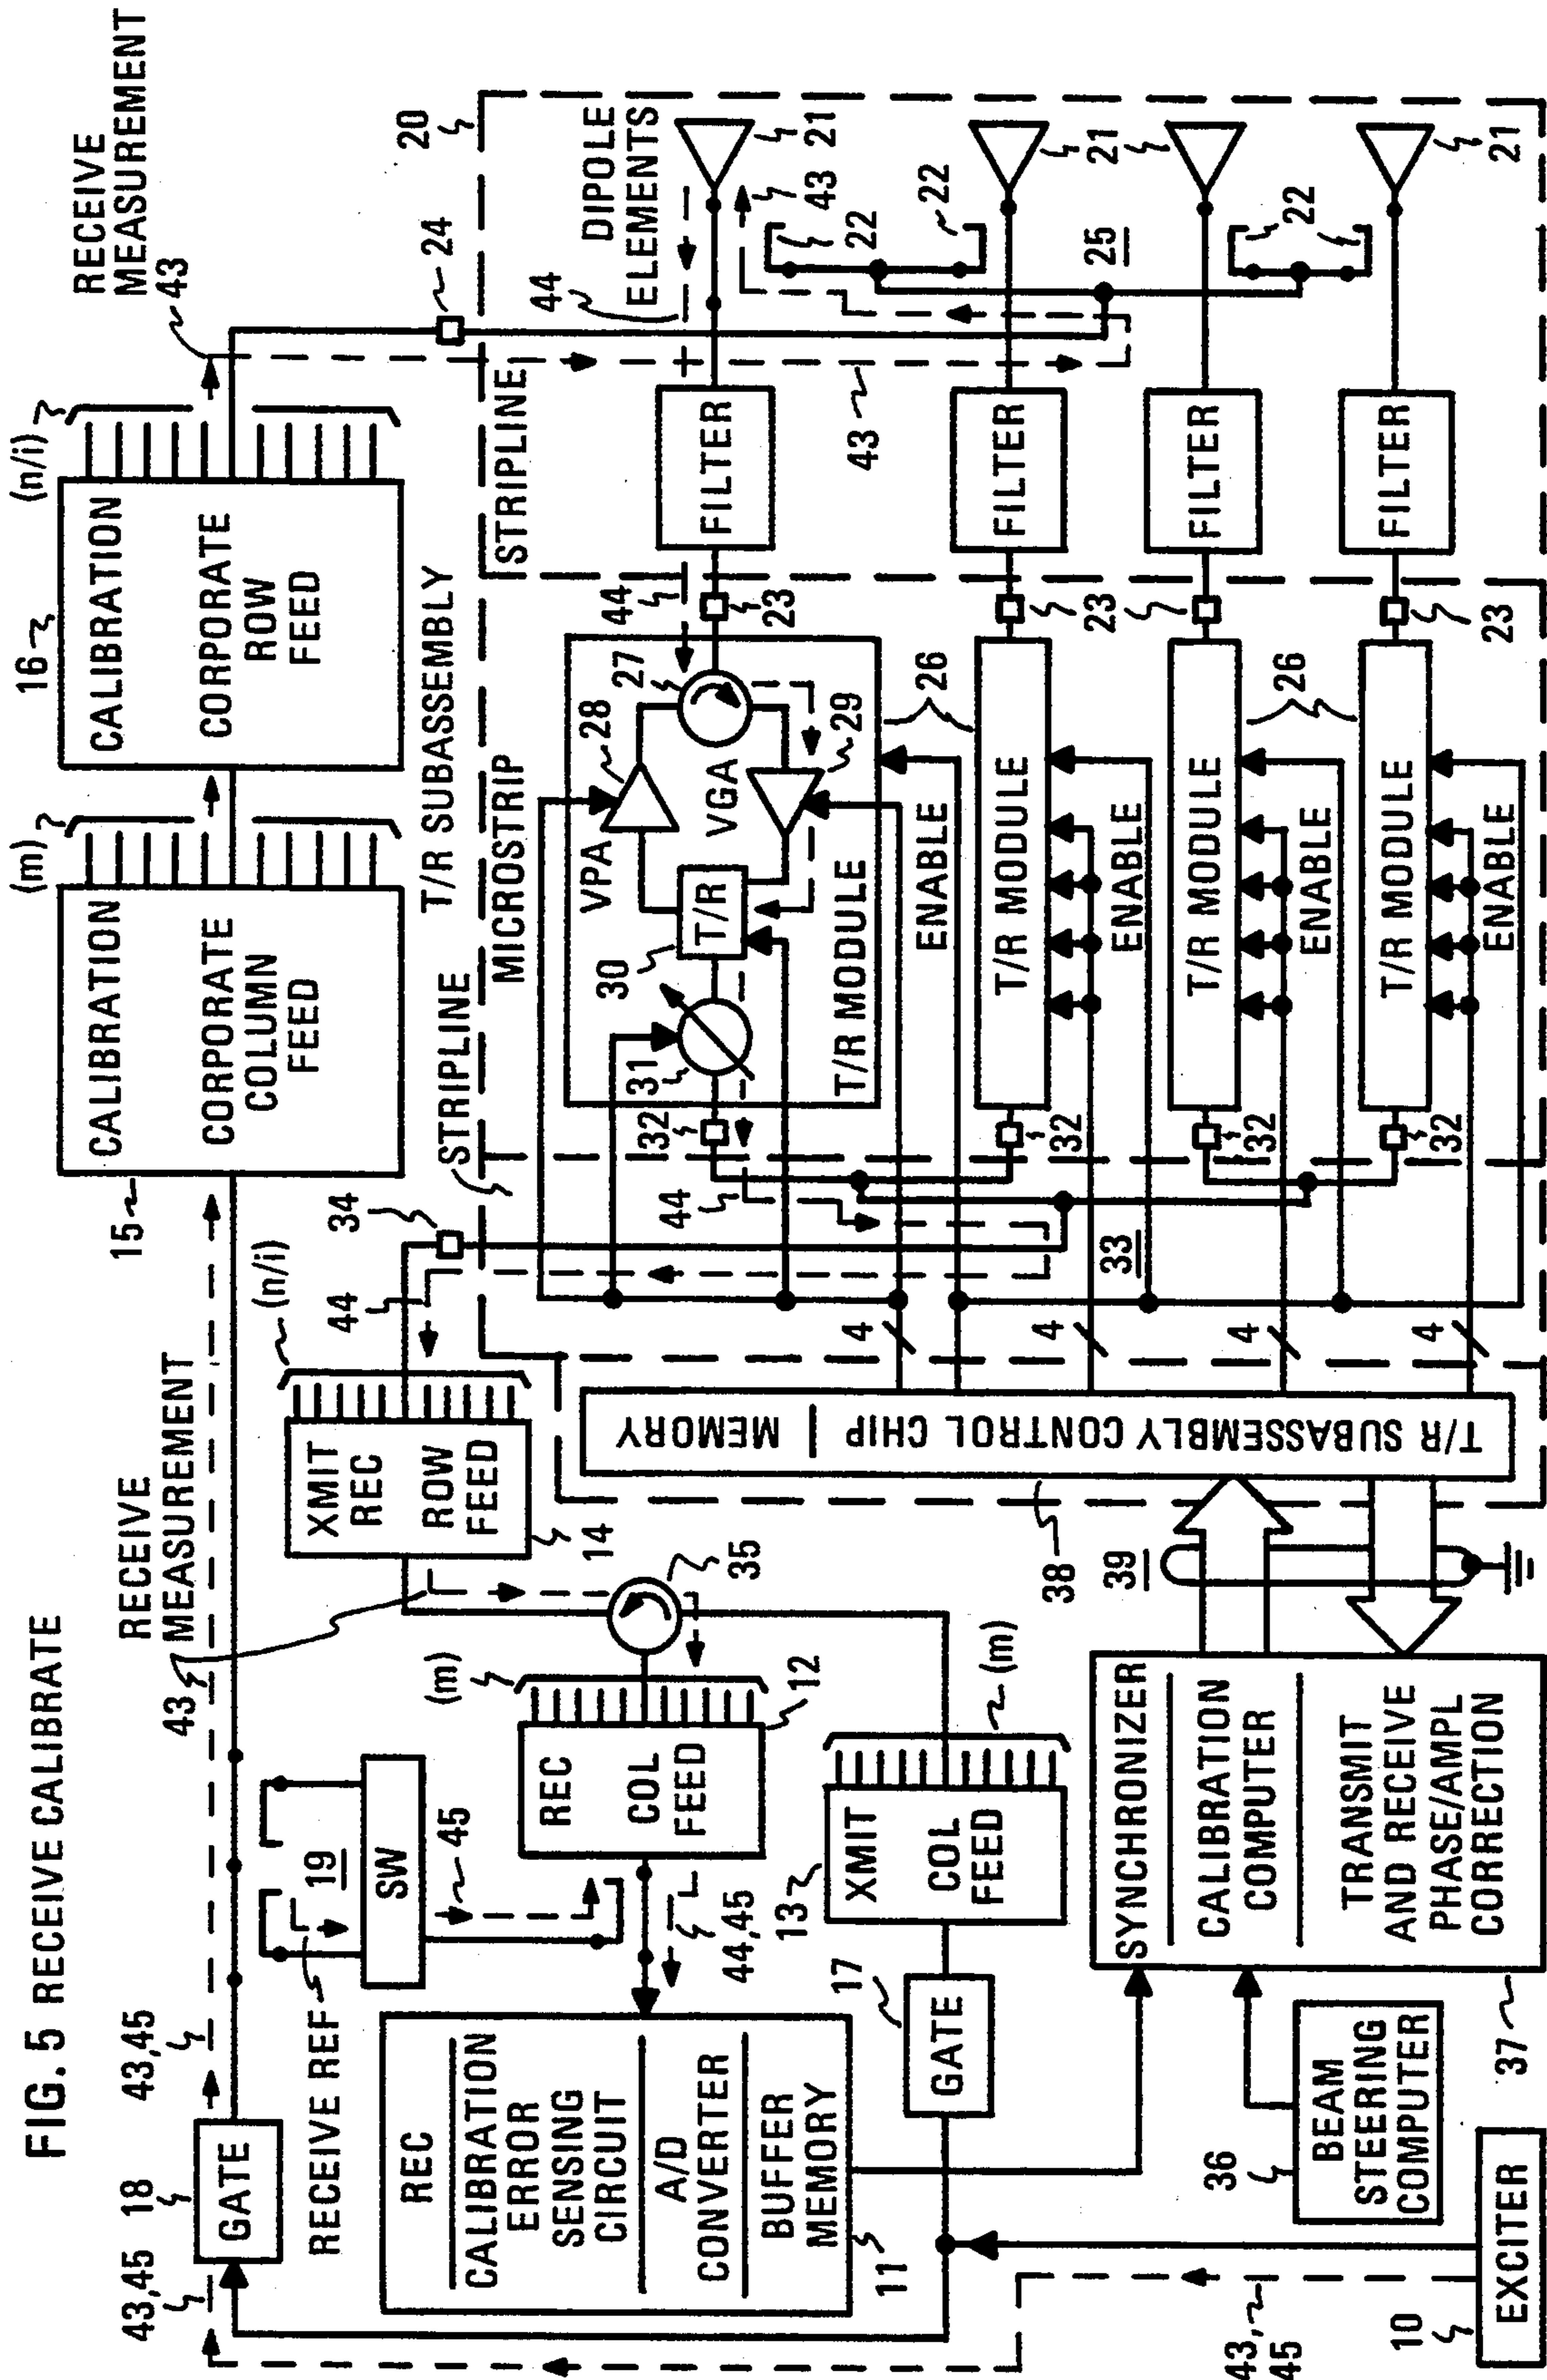 FIG. 5 RECEIVE CALIBRATE
43,45
18
GATE
43,45
RECEIVE REF
19
SW
45
43
RECEIVE
MEASUREMENT
15
CALIBRATION
CORPORATE
COLUMN
FEED
(m)
16
CALIBRATION
CORPORATE
ROW
FEED
(n/i)
RECEIVE
MEASUREMENT
43
24
20
REC
CALIBRATION
ERROR
SENSING
CIRCUIT
A/D
CONVERTER
BUFFER
MEMORY
11
44,45
REC
COL
FEED
12
(m)
35
XMIT
REC
ROW
FEED
14
(n/i)
44
34
STRIPLINE
T/R SUBASSEMBLY
MICROSTRIP
STRIPLINE
17
GATE
13
XMIT
COL
FEED
(m)
10
EXCITER
43,
45
36
BEAM
STEERING
COMPUTER
37
SYNCHRONIZER
CALIBRATION
COMPUTER
TRANSMIT
AND RECEIVE
PHASE/AMPL
CORRECTION
39
38
T/R SUBASSEMBLY CONTROL CHIP | MEMORY
4
4
4
4
33
44
32
31
30
T/R
VPA
28
VGA
29
27
T/R MODULE
44
23
FILTER
44
DIPOLE
ELEMENTS
21
43
22
22
ENABLE
26
32
T/R MODULE
23
FILTER
43
25
21
ENABLE
32
T/R MODULE
26
FILTER
22
ENABLE
32
T/R MODULE
23
FILTER
21
ENABLE